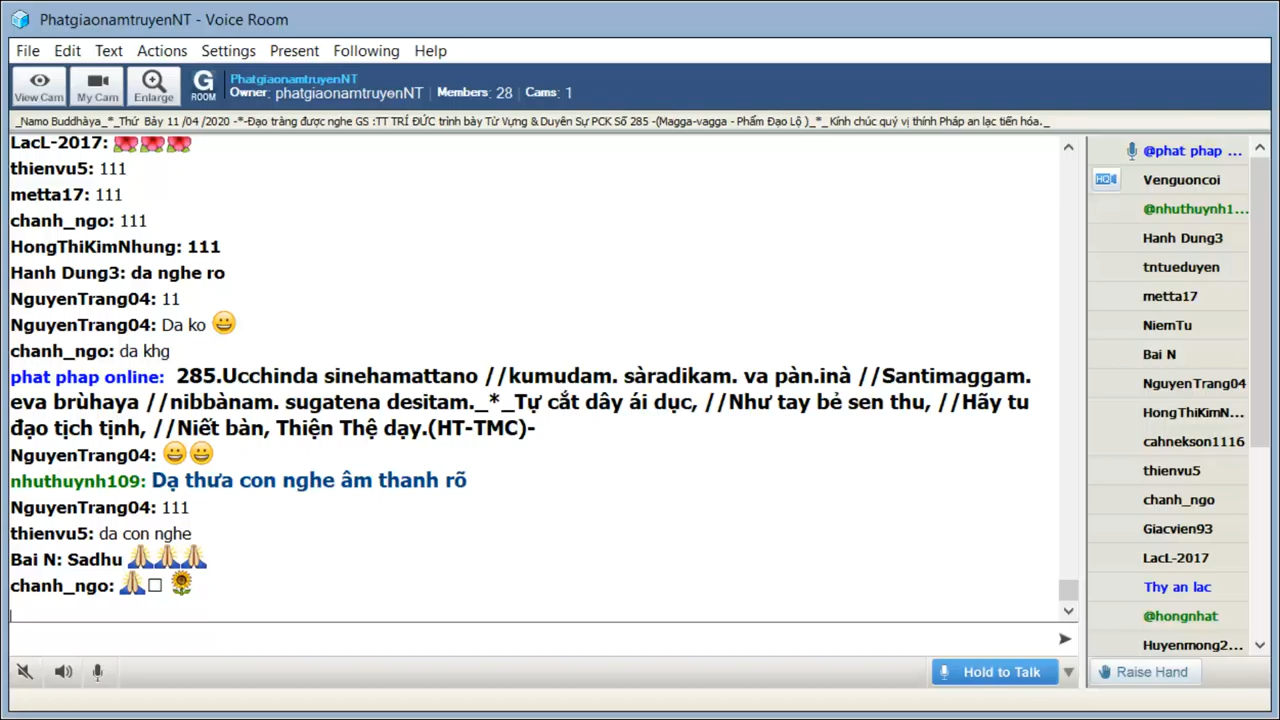 PhatgiaonamtruyenNT - Voice Room
File Edit Text Actions Settings Present Following Help
View Cam My Cam Enlarge G ROOM PhatgiaonamtruyenNT
Owner: phatgiaonamtruyenNT Members: 28 Cams: 1
_Namo Buddhàya_*_Thứ Bảy 11 /04 /2020 -*-Đạo tràng được nghe GS :TT TRÍ ĐỨC trình bày Từ Vựng & Duyên Sự PCK Số 285 -(Magga-vagga - Phẩm Đạo Lộ )_*_ Kính chúc quý vị thính Pháp an lạc tiến hóa._
LacL-2017: 🌺🌺🌺
thienvu5: 111
metta17: 111
chanh_ngo: 111
HongThiKimNhung: 111
Hanh Dung3: da nghe ro
NguyenTrang04: 11
NguyenTrang04: Da ko 😀
chanh_ngo: da khg
phat phap online: 285.Ucchinda sinehamattano //kumudam. sàradikam. va pàn.inà //Santimaggam.
eva brùhaya //nibbànam. sugatena desitam._*_Tự cắt dây ái dục, //Như tay bẻ sen thu, //Hãy tu
đạo tịch tịnh, //Niết bàn, Thiện Thệ dạy.(HT-TMC)-
NguyenTrang04: 😀😀
nhuthuynh109: Dạ thưa con nghe âm thanh rõ
NguyenTrang04: 111
thienvu5: da con nghe
Bai N: Sadhu 🙏🙏🙏
chanh_ngo: 🙏□ 🌻
@phat phap ...
HD Venguoncoi
@nhuthuynh1...
Hanh Dung3
tntueduyen
metta17
NiemTu
Bai N
NguyenTrang04
HongThiKimN...
cahnekson1116
thienvu5
chanh_ngo
Giacvien93
LacL-2017
Thy an lac
@hongnhat
Huyenmong2...
Hold to Talk
Raise Hand